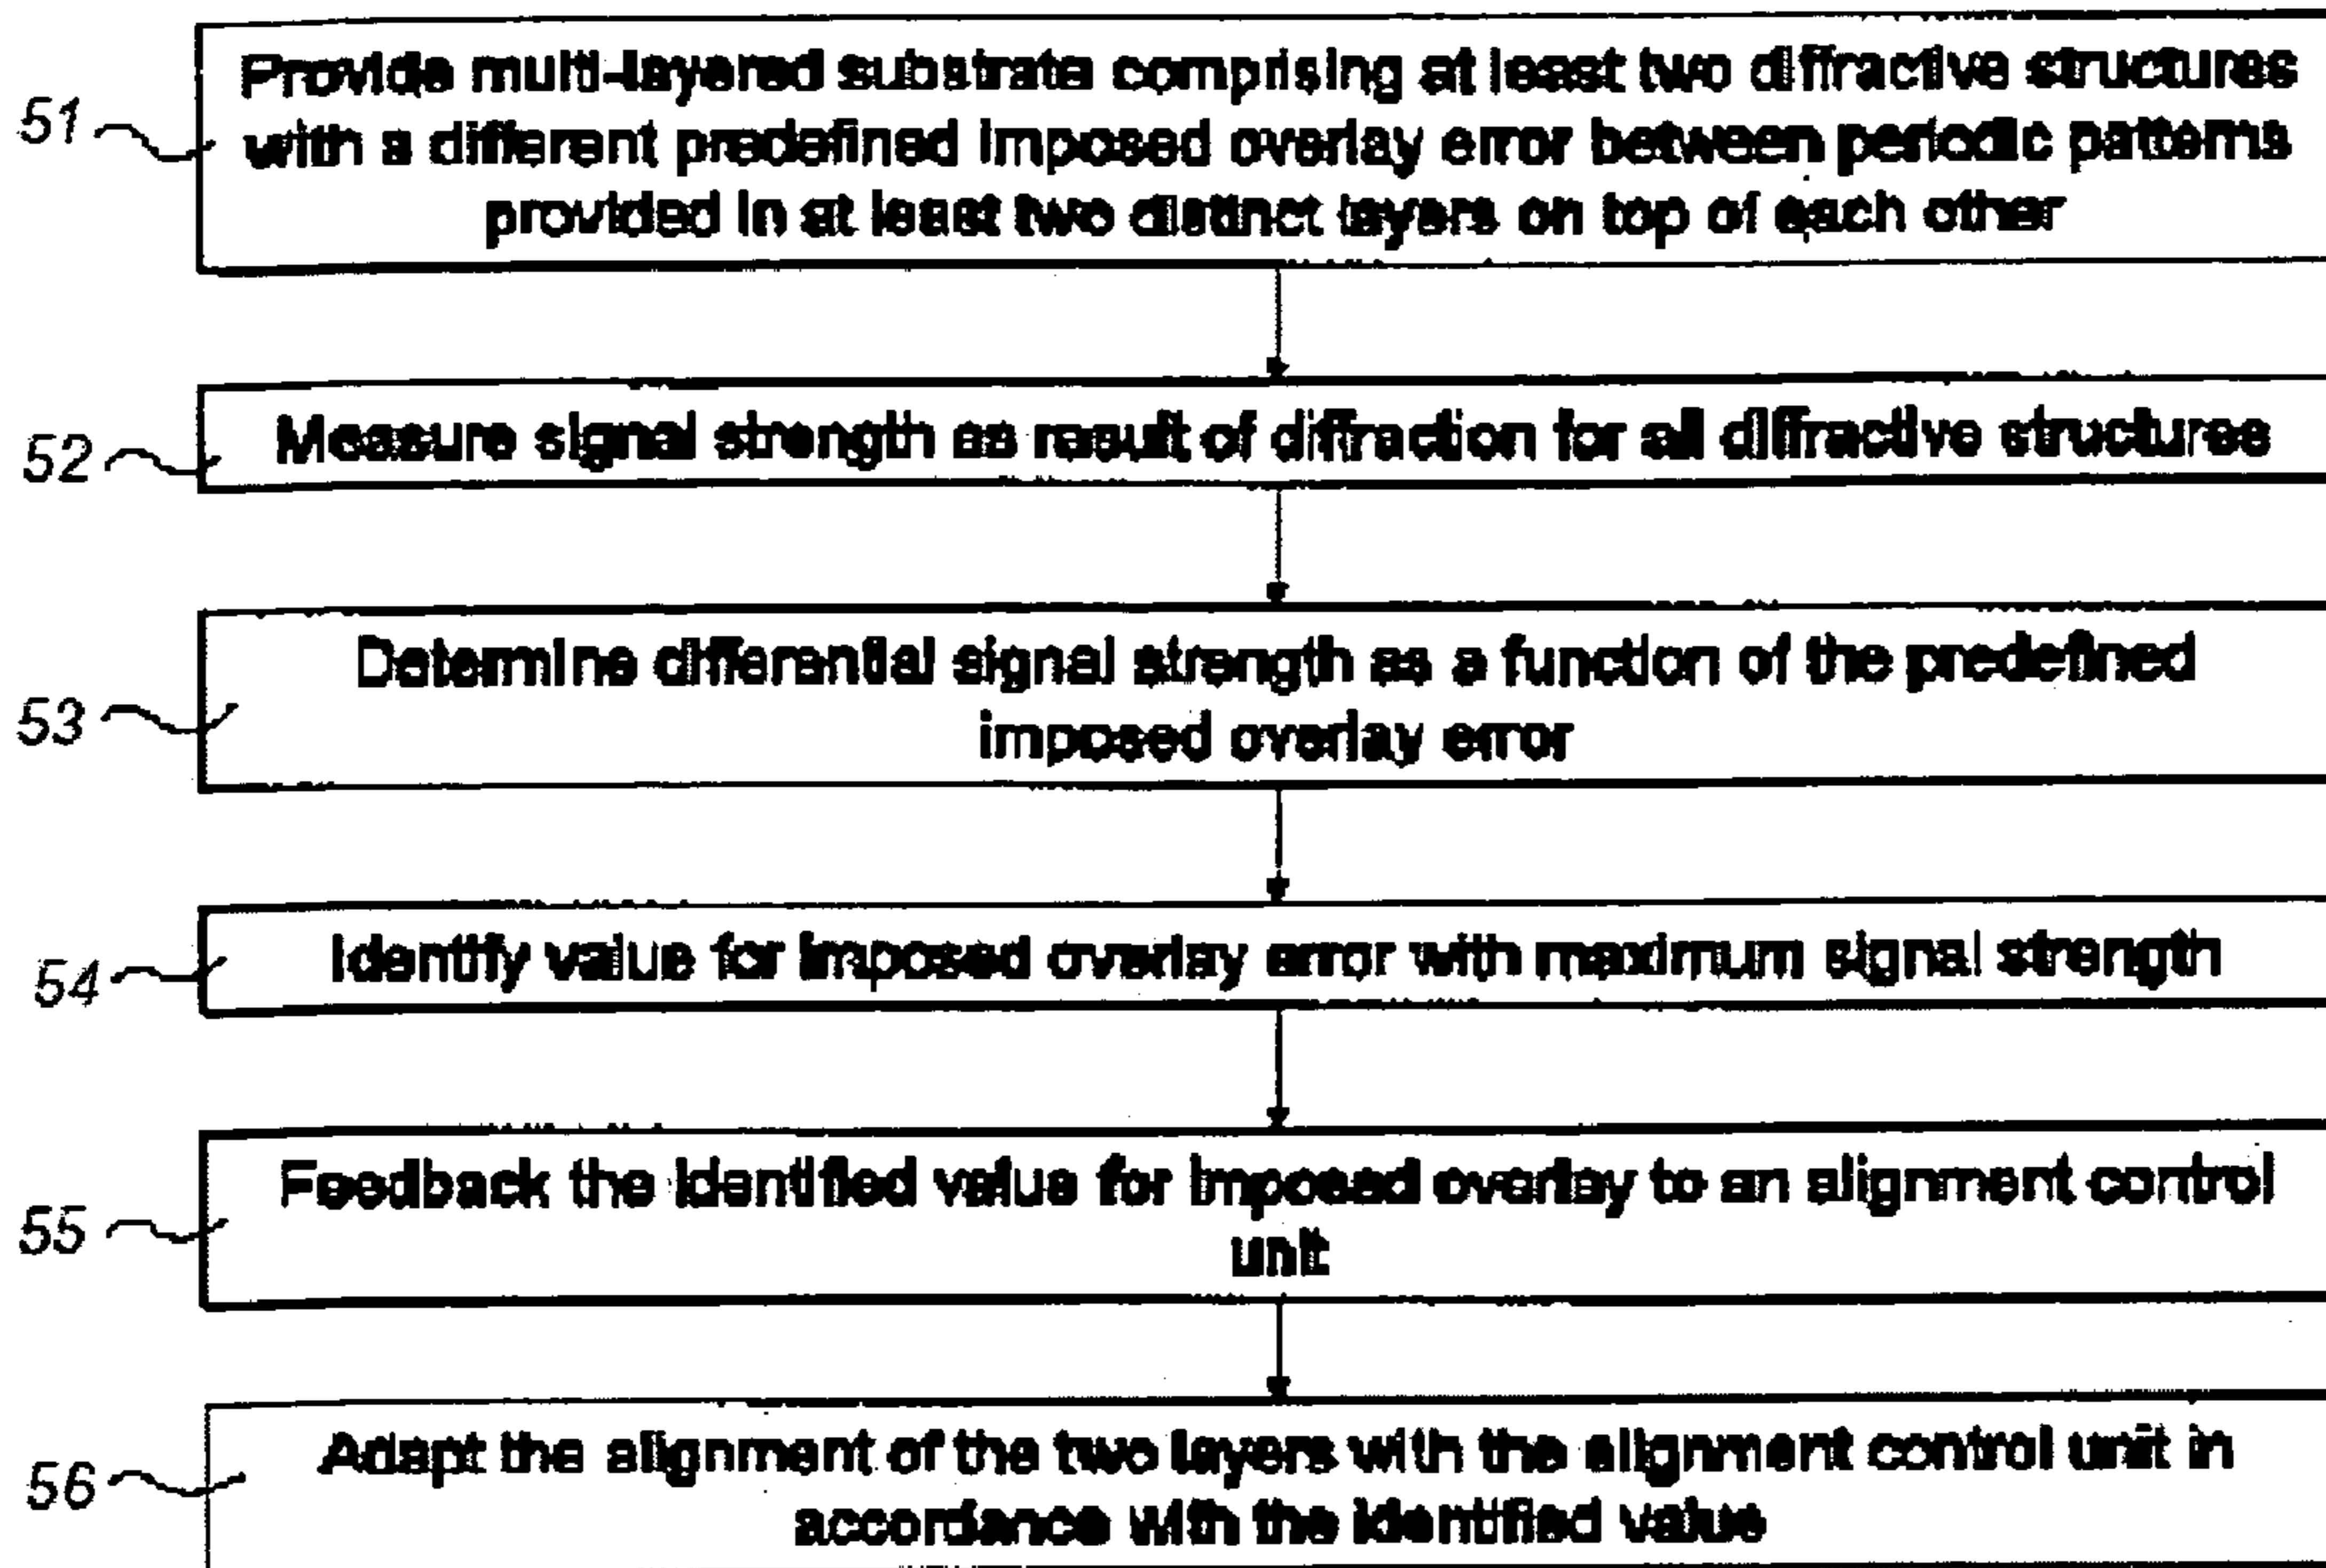 51
Provide multi-layered substrate comprising at least two diffractive structures
with a different predefined imposed overlay error between periodic patterns
provided in at least two distinct layers on top of each other
52
Measure signal strength as result of diffraction for all diffractive structures
53
Determine differential signal strength as a function of the predefined
imposed overlay error
54
Identify value for imposed overlay error with maximum signal strength
55
Feedback the identified value for imposed overlay to an alignment control
unit
56
Adapt the alignment of the two layers with the alignment control unit in
accordance with the identified value